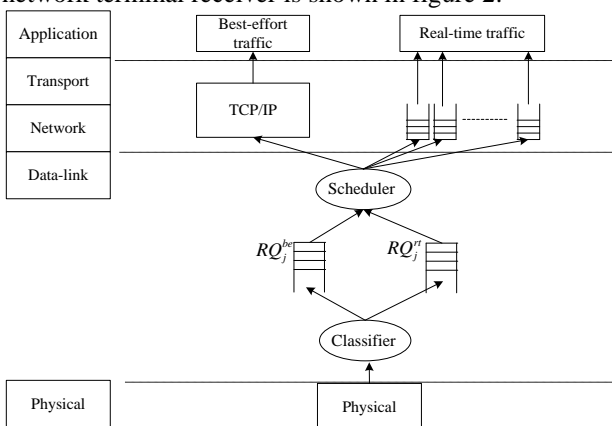 network terminal receiver is shown in figure 2.
Application
Best-effort
traffic
Real-time traffic
Transport
TCP/IP
Network
Data-link
Scheduler
RQ_j^{be}
RQ_j^{rt}
Classifier
Physical
Physical